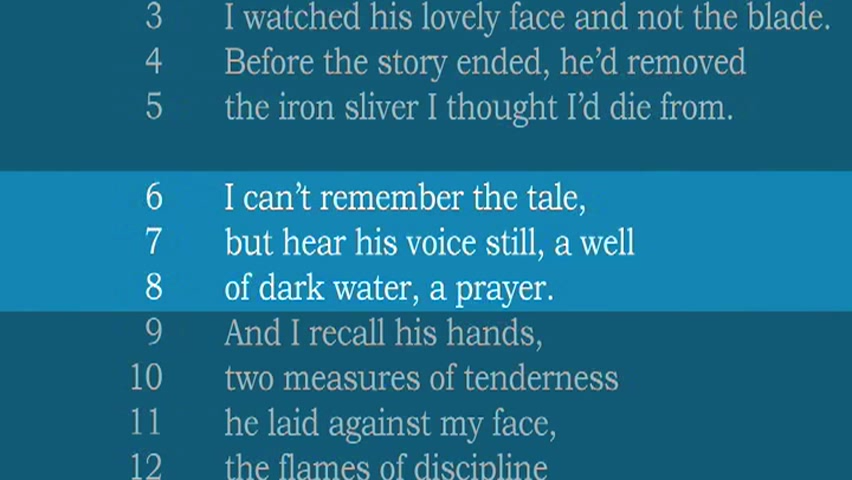 3 I watched his lovely face and not the blade.
4 Before the story ended, he’d removed
5 the iron sliver I thought I’d die from.
6 I can’t remember the tale,
7 but hear his voice still, a well
8 of dark water, a prayer.
9 And I recall his hands,
10 two measures of tenderness
11 he laid against my face,
12 the flames of discipline